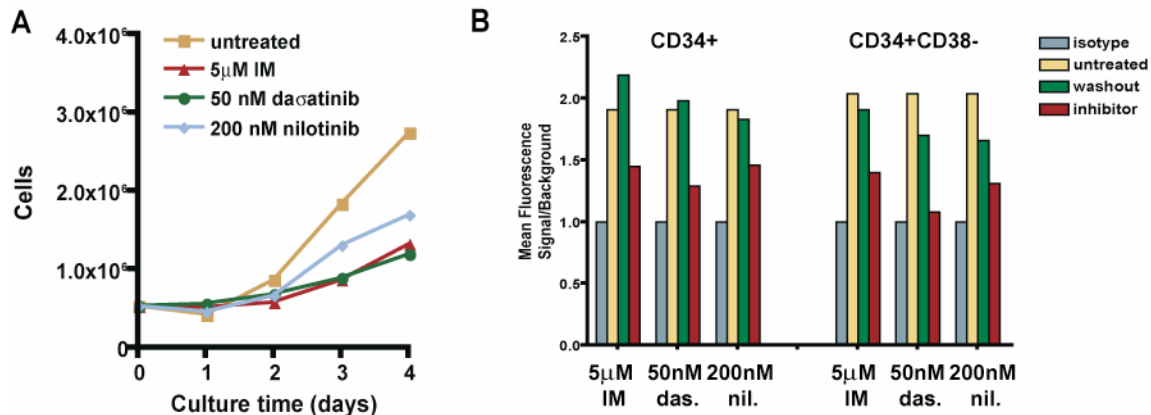 A
4.0x10⁶
3.0x10⁶
2.0x10⁶
1.0x10⁶
0
Cells
untreated
5μM IM
50 nM daσatinib
200 nM nilotinib
0 1 2 3 4
Culture time (days)
B
CD34+ CD34+CD38-
2.5
2.0
1.5
1.0
0.5
0.0
Mean Fluorescence
Signal/Background
isotype
untreated
washout
inhibitor
5μM 50nM 200nM 5μM 50nM 200nM
IM das. nil. IM das. nil.